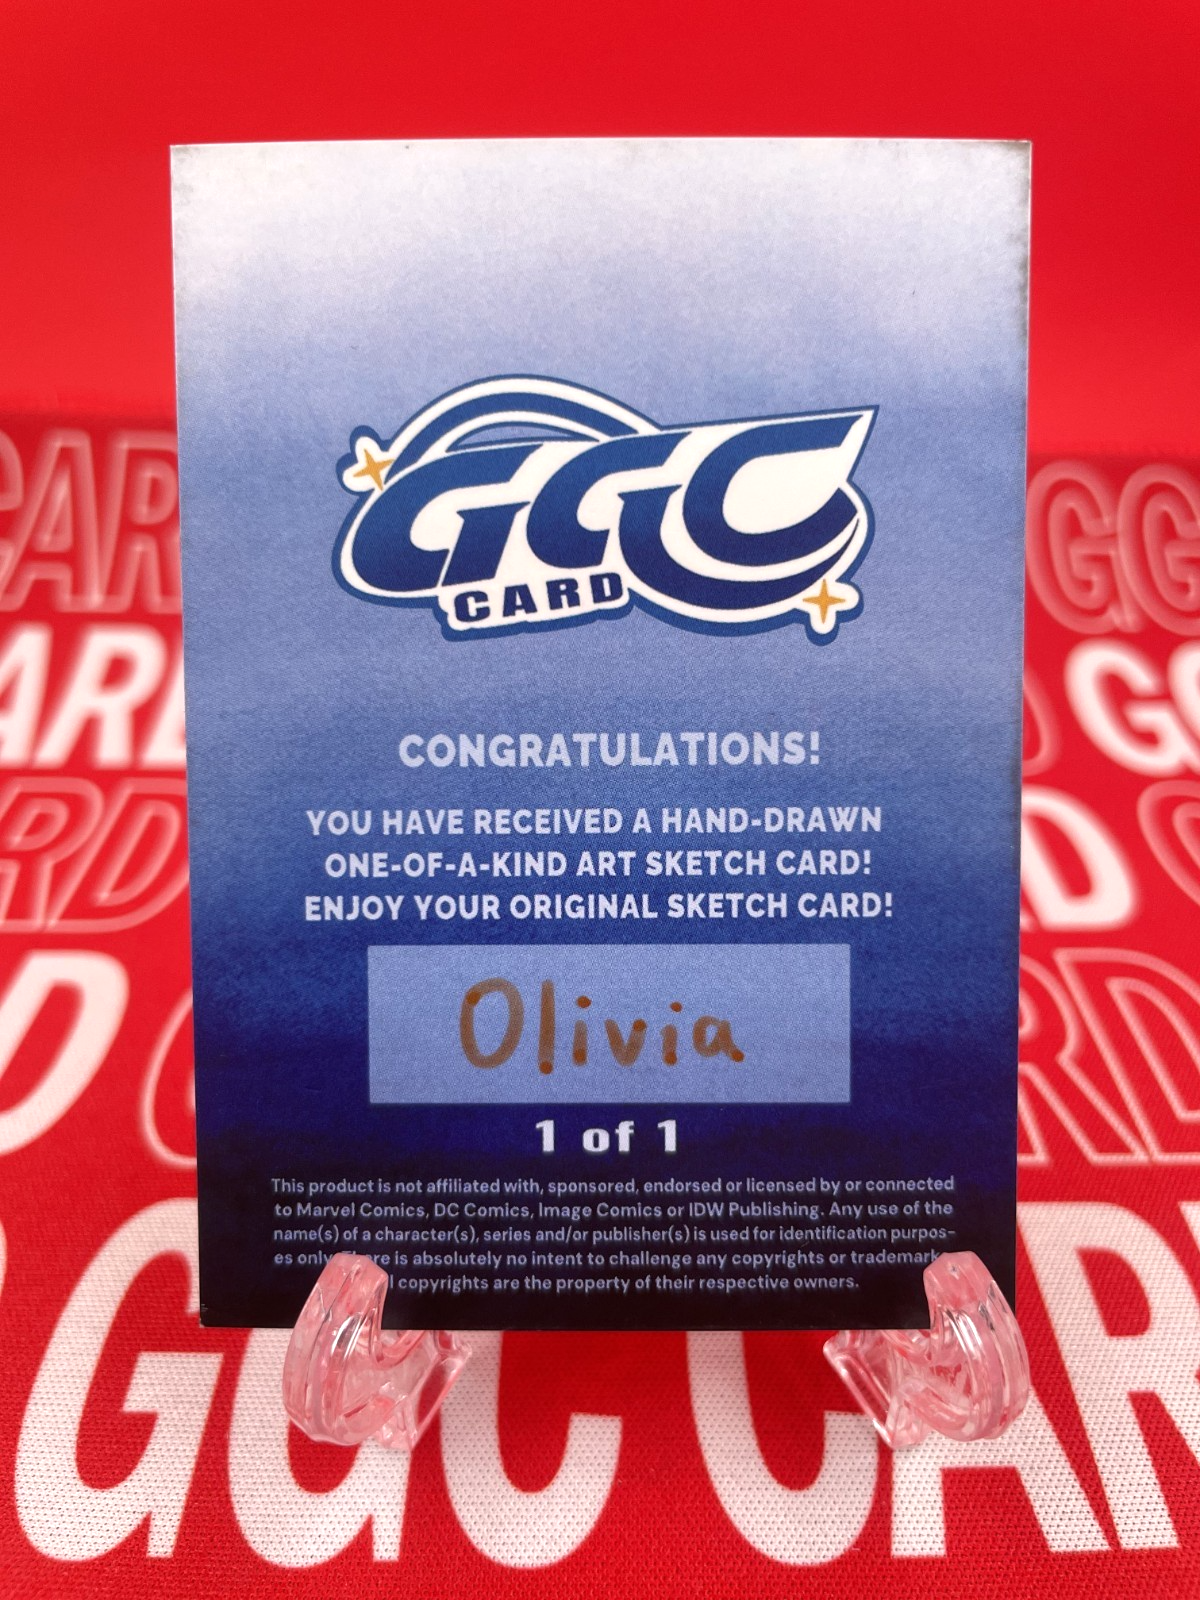 GGC
CARD
CONGRATULATIONS!
YOU HAVE RECEIVED A HAND-DRAWN
ONE-OF-A-KIND ART SKETCH CARD!
ENJOY YOUR ORIGINAL SKETCH CARD!
Olivia
1 of 1
This product is not affiliated with, sponsored, endorsed or licensed by or connected
to Marvel Comics, DC Comics, Image Comics or IDW Publishing. Any use of the
name(s) of a character(s), series and/or publisher(s) is used for identification purpos-
es only. There is absolutely no intent to challenge any copyrights or trademarks
copyrights are the property of their respective owners.
GGC CARD